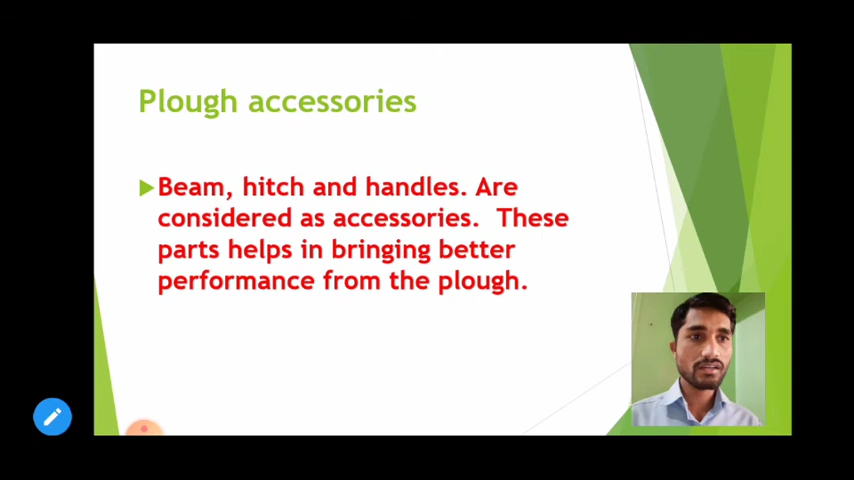 Plough accessories
Beam, hitch and handles. Are
considered as accessories.  These
parts helps in bringing better
performance from the plough.